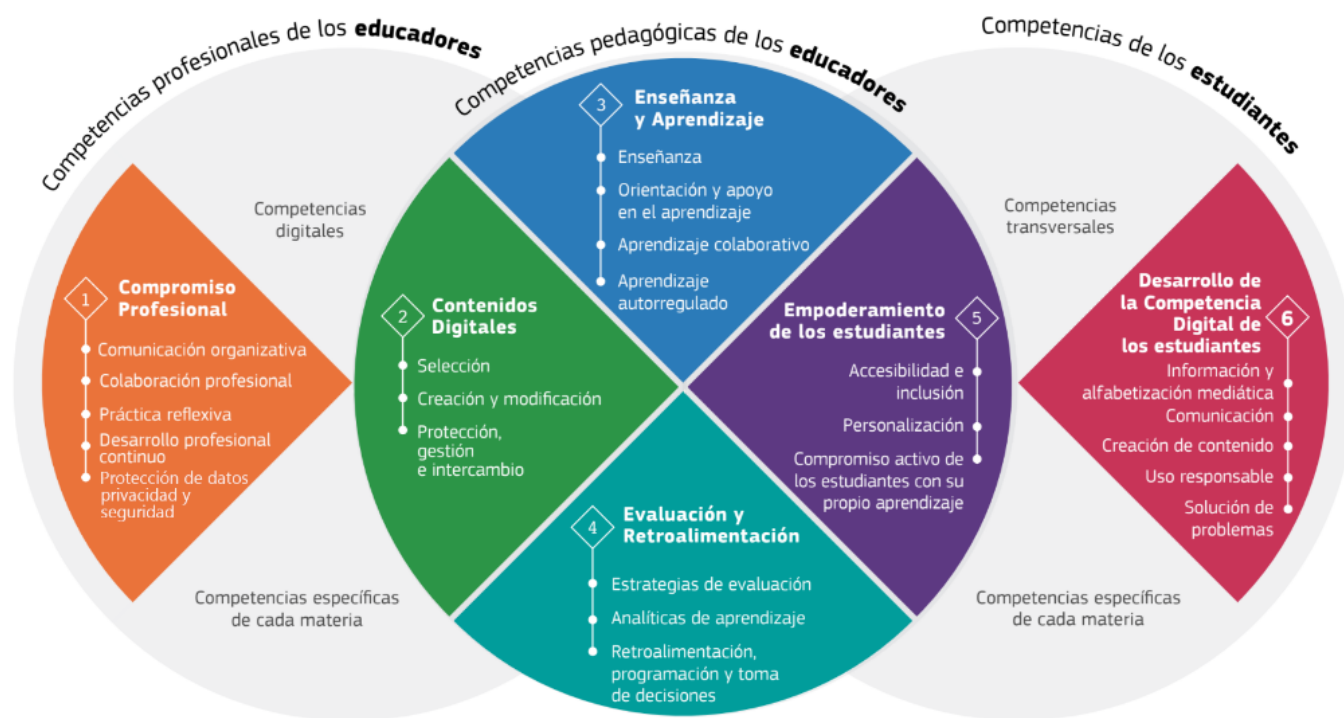 Competencias profesionales de los educadores
Competencias pedagógicas de los educadores
Competencias de los estudiantes
Competencias
digitales
1
Compromiso
Profesional
Comunicación organizativa
Colaboración profesional
Práctica reflexiva
Desarrollo profesional
continuo
Protección de datos
privacidad y
seguridad
Competencias específicas
de cada materia
2
Contenidos
Digitales
Selección
Creación y modificación
Protección,
gestión
e intercambio
3
Enseñanza
y Aprendizaje
Enseñanza
Orientación y apoyo
en el aprendizaje
Aprendizaje colaborativo
Aprendizaje
autorregulado
4
Evaluación y
Retroalimentación
Estrategias de evaluación
Analíticas de aprendizaje
Retroalimentación,
programación y toma
de decisiones
Empoderamiento
de los estudiantes
5
Accesibilidad e
inclusión
Personalización
Compromiso activo de
los estudiantes con su
propio aprendizaje
Competencias
transversales
Desarrollo de
la Competencia
Digital de
los estudiantes
6
Información y
alfabetización mediática
Comunicación
Creación de contenido
Uso responsable
Solución de
problemas
Competencias específicas
de cada materia